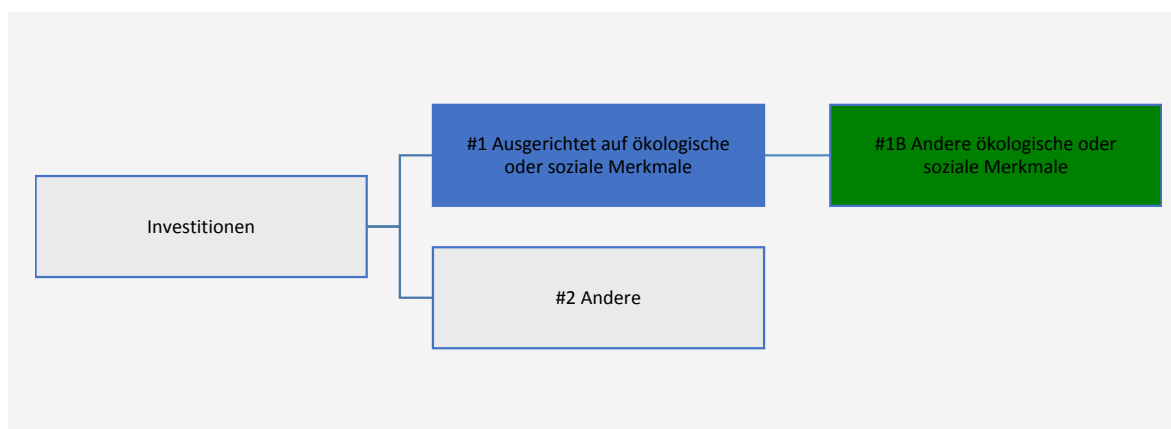 #1 Ausgerichtet auf ökologische
oder soziale Merkmale
#1B Andere ökologische oder
soziale Merkmale
Investitionen
#2 Andere